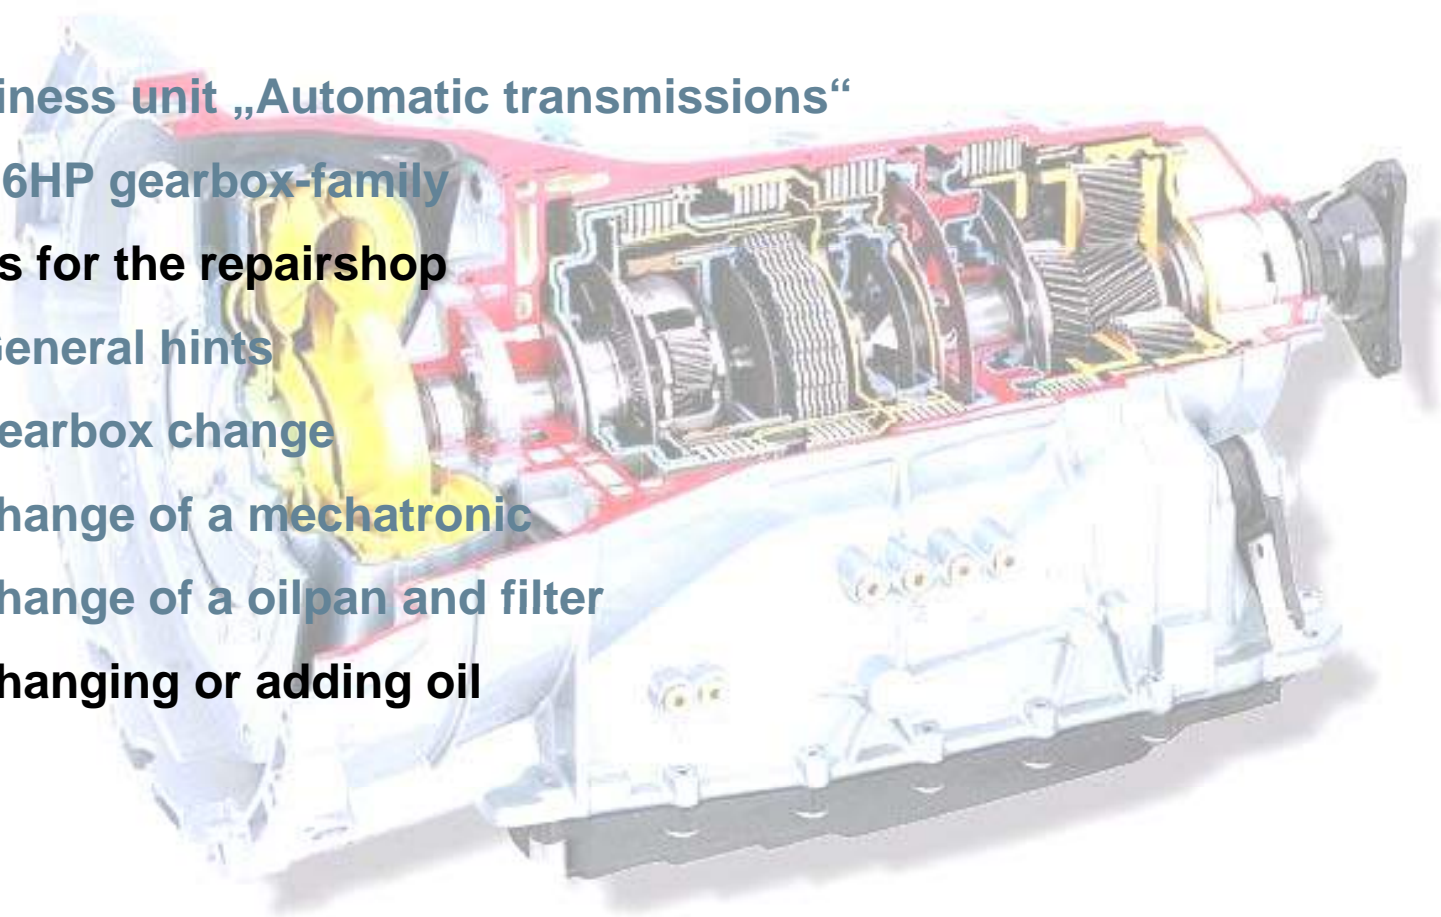 iness unit „Automatic transmissions“
6HP gearbox-family
s for the repairshop
General hints
earbox change
hange of a mechatronic
hange of a oilpan and filter
hanging or adding oil